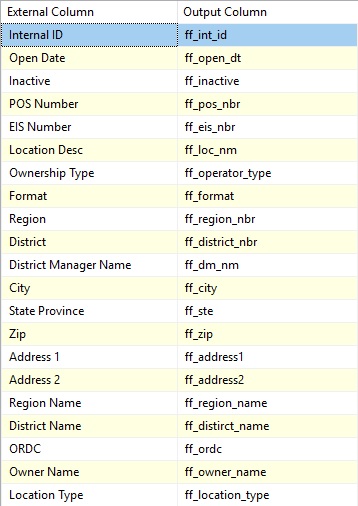 External Column Output Column
Internal ID ff_int_id
Open Date ff_open_dt
Inactive ff_inactive
POS Number ff_pos_nbr
EIS Number ff_eis_nbr
Location Desc ff_loc_nm
Ownership Type ff_operator_type
Format ff_format
Region ff_region_nbr
District ff_district_nbr
District Manager Name ff_dm_nm
City ff_city
State Province ff_ste
Zip ff_zip
Address 1 ff_address1
Address 2 ff_address2
Region Name ff_region_name
District Name ff_distirct_name
ORDC ff_ordc
Owner Name ff_owner_name
Location Type ff_location_type